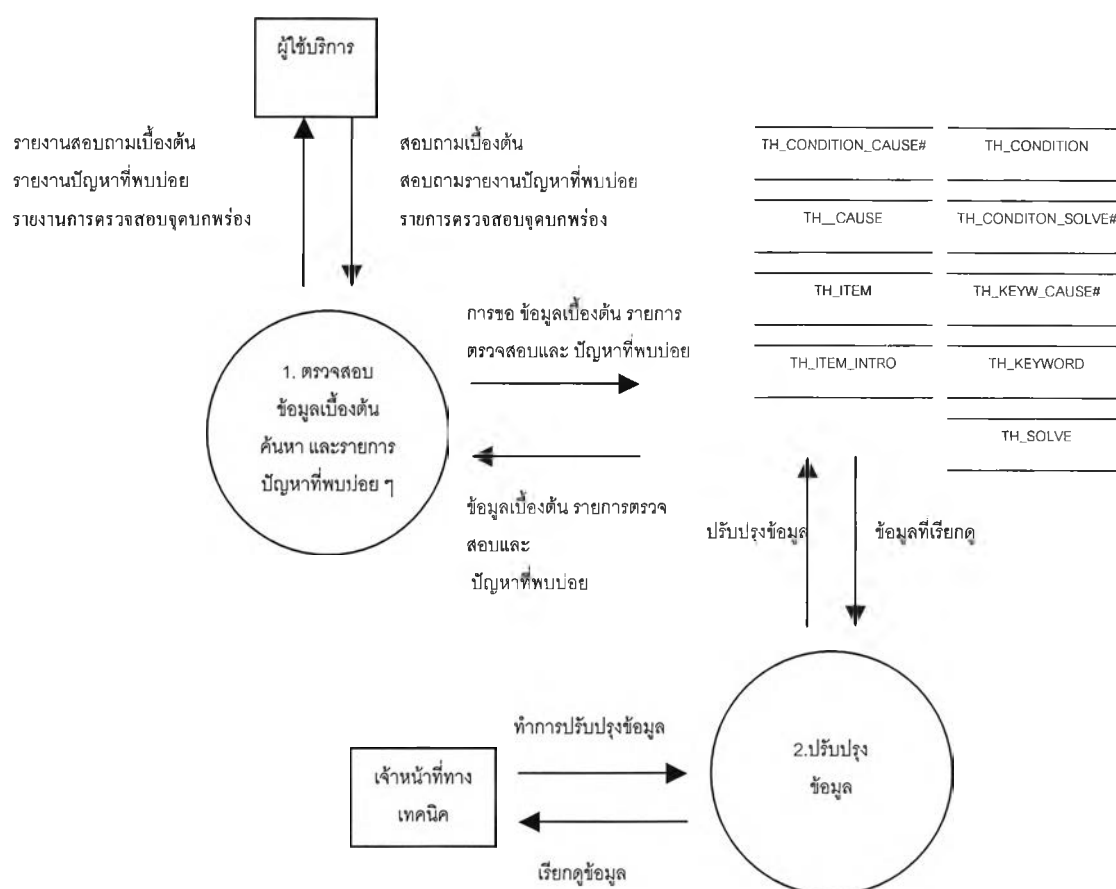 ผู้ใช้บริการ
รายงานสอบถามเบื้องต้น
รายงานปัญหาที่พบบ่อย
รายงานการตรวจสอบจุดบกพร่อง
สอบถามเบื้องต้น
สอบถามรายงานปัญหาที่พบบ่อย
รายการตรวจสอบจุดบกพร่อง
TH_CONDITION_CAUSE#
TH_CONDITION
TH__CAUSE
TH_CONDITON_SOLVE#
TH_ITEM
TH_KEYW_CAUSE#
TH_ITEM_INTRO
TH_KEYWORD
TH_SOLVE
1. ตรวจสอบ
ข้อมูลเบื้องต้น
ค้นหา และรายการ
ปัญหาที่พบบ่อย ๆ
การขอ ข้อมูลเบื้องต้น รายการ
ตรวจสอบและ ปัญหาที่พบบ่อย
ข้อมูลเบื้องต้น รายการตรวจ
สอบและ
ปัญหาที่พบบ่อย
ปรับปรุงข้อมูล
ข้อมูลที่เรียกดู
ทำการปรับปรุงข้อมูล
เจ้าหน้าที่ทาง
เทคนิค
2.ปรับปรุง
ข้อมูล
เรียกดูข้อมูล